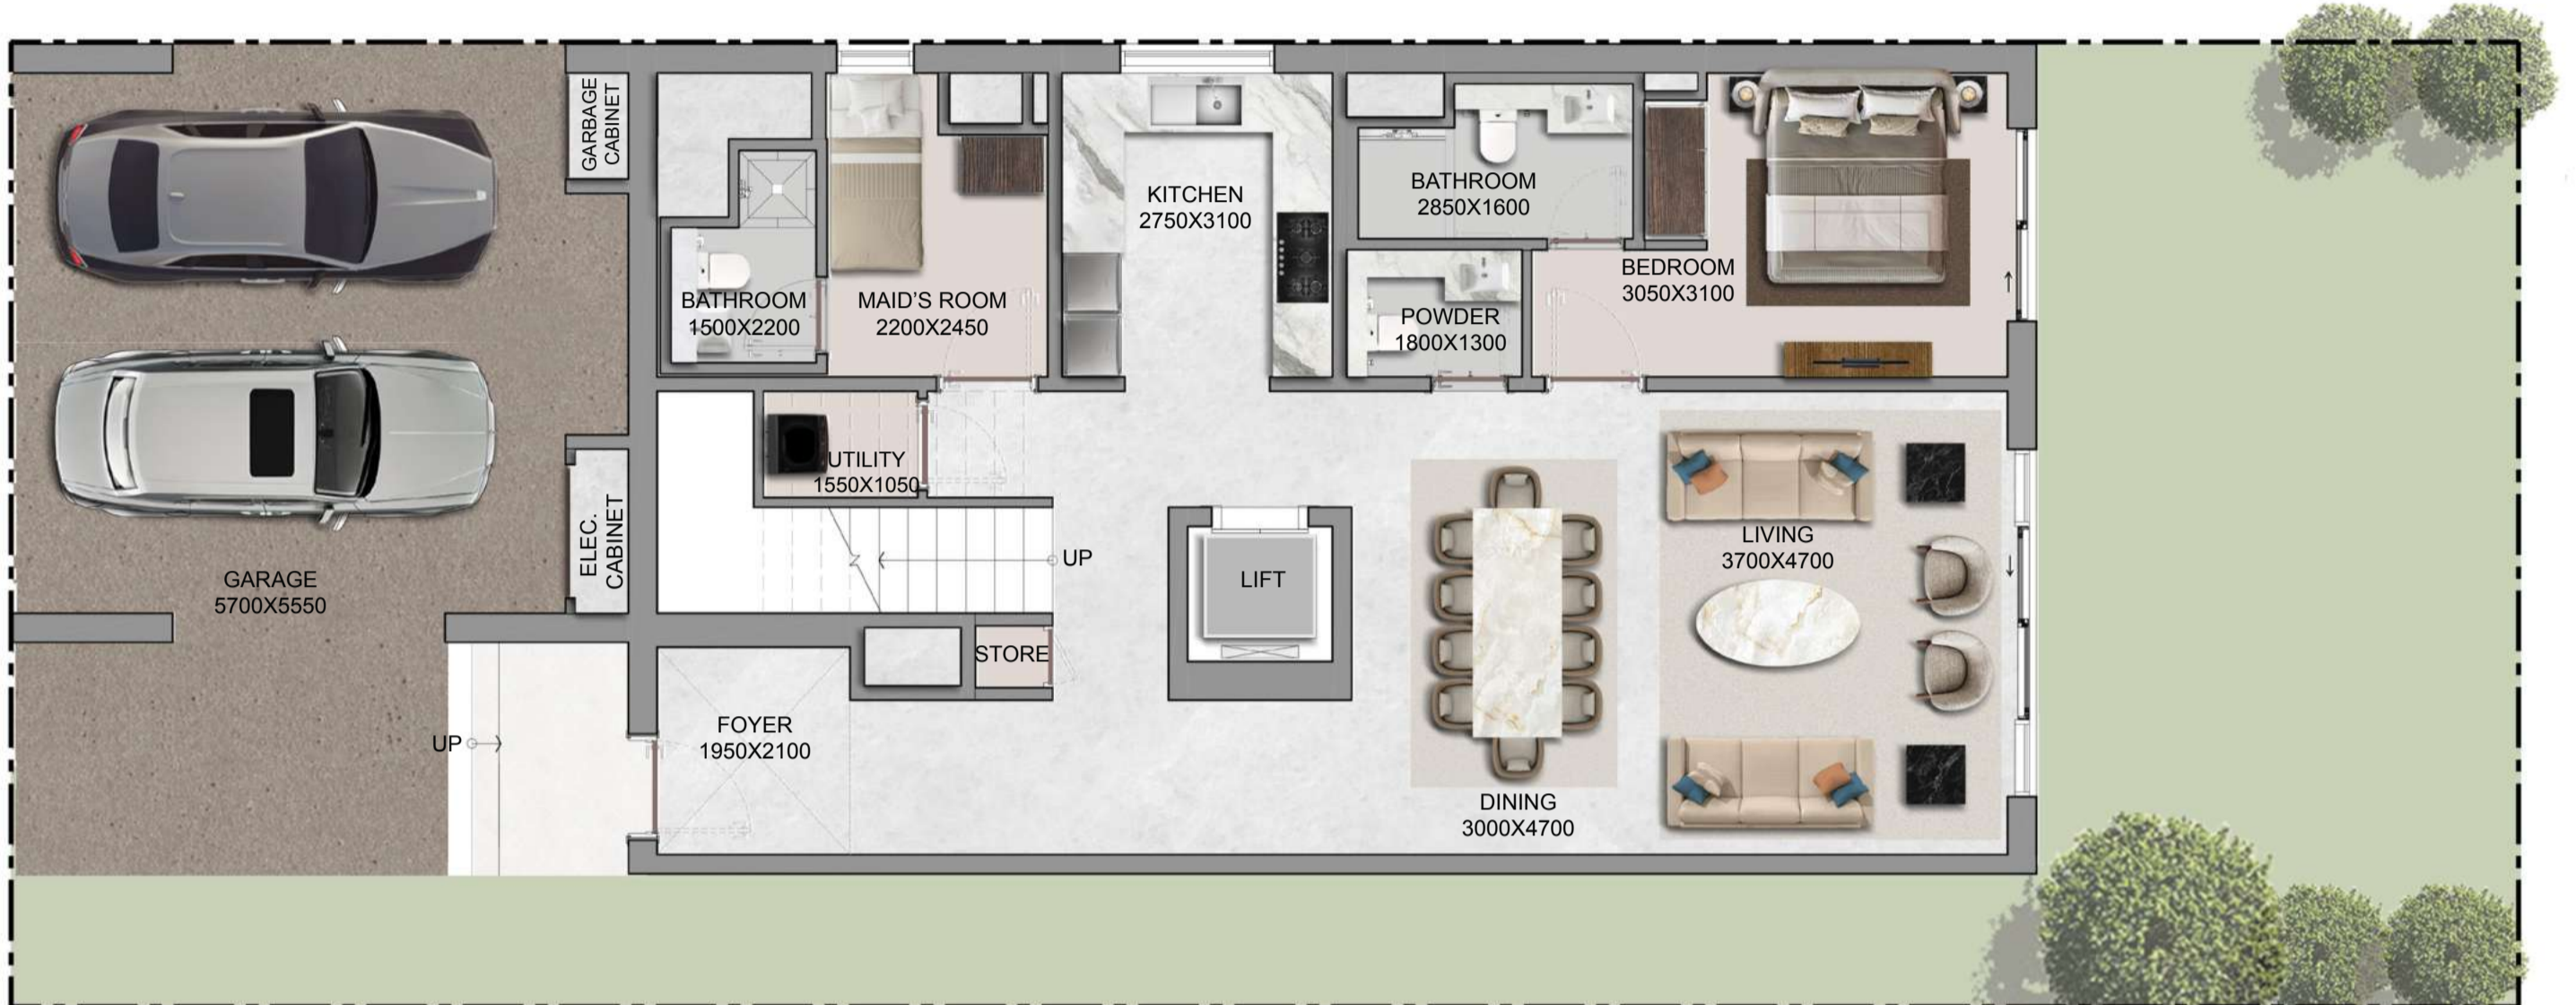 GARBAGE
CABINET
KITCHEN
2750X3100
BATHROOM
2850X1600
BEDROOM
3050X3100
BATHROOM
1500X2200
MAID'S ROOM
2200X2450
POWDER
1800X1300
UTILITY
1550X1050
ELEC.
CABINET
GARAGE
5700X5550
UP
LIFT
LIVING
3700X4700
STORE
FOYER
1950X2100
UP
DINING
3000X4700